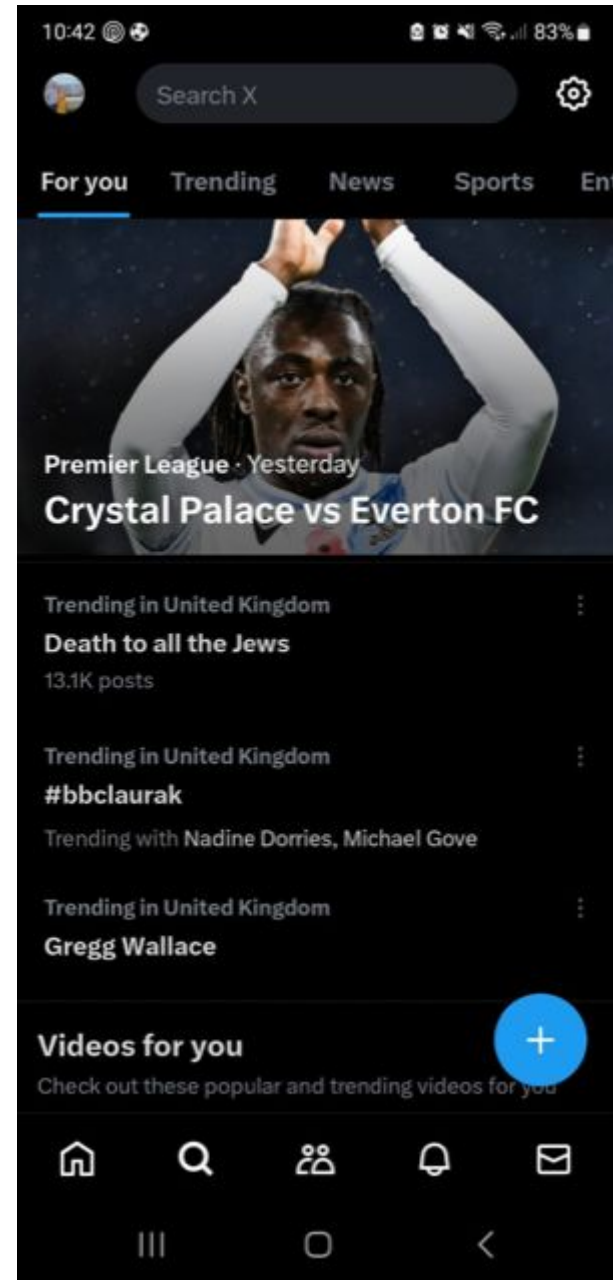 10:42 83%
Search X
For you Trending News Sports Ent
Premier League · Yesterday
Crystal Palace vs Everton FC
Trending in United Kingdom
Death to all the Jews
13.1K posts
Trending in United Kingdom
#bbclaurak
Trending with Nadine Dorries, Michael Gove
Trending in United Kingdom
Gregg Wallace
Videos for you
Check out these popular and trending videos for you